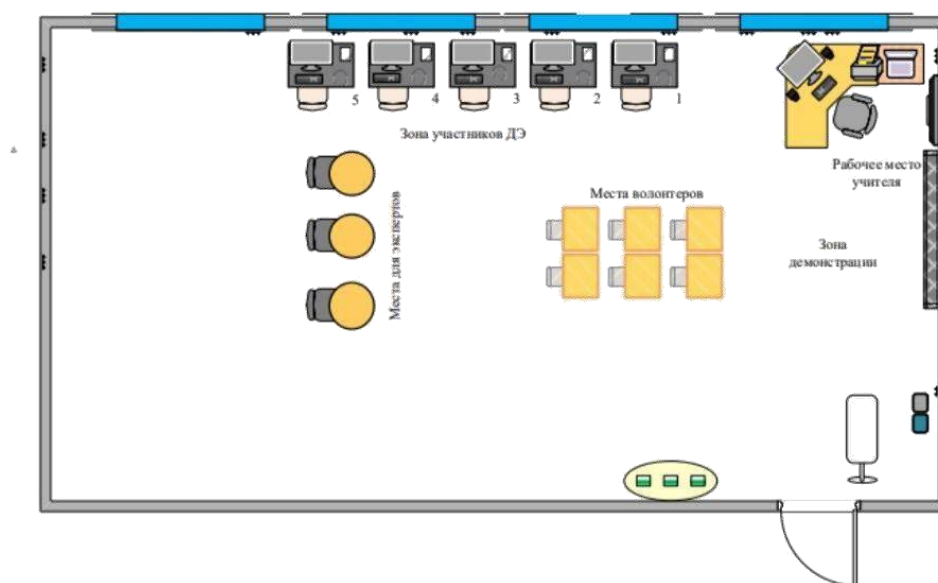 5 4 3 2 1
Зона участников ДЭ
Рабочее место
учителя
Места волонтеров
Места для экспертов
Зона
демонстрации